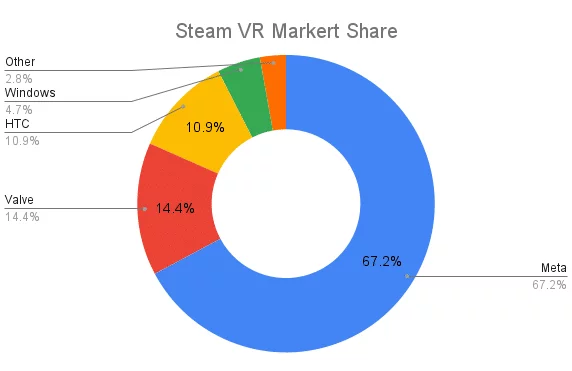 Steam VR Markert Share
Other
2.8%
Windows
4.7%
HTC
10.9%
10.9%
Valve
14.4%
14.4%
67.2%
Meta
67.2%